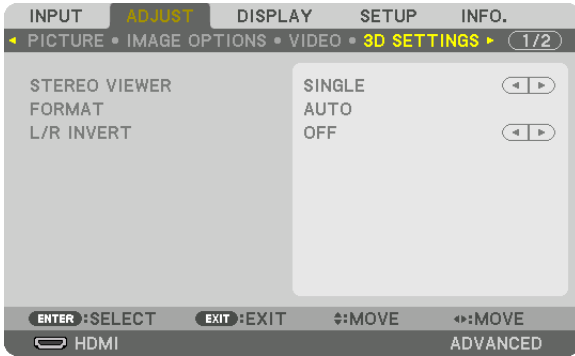 INPUT ADJUST DISPLAY SETUP INFO.
PICTURE • IMAGE OPTIONS • VIDEO • 3D SETTINGS 1/2
STEREO VIEWER SINGLE
FORMAT AUTO
L/R INVERT OFF
ENTER :SELECT EXIT :EXIT :MOVE :MOVE
HDMI ADVANCED